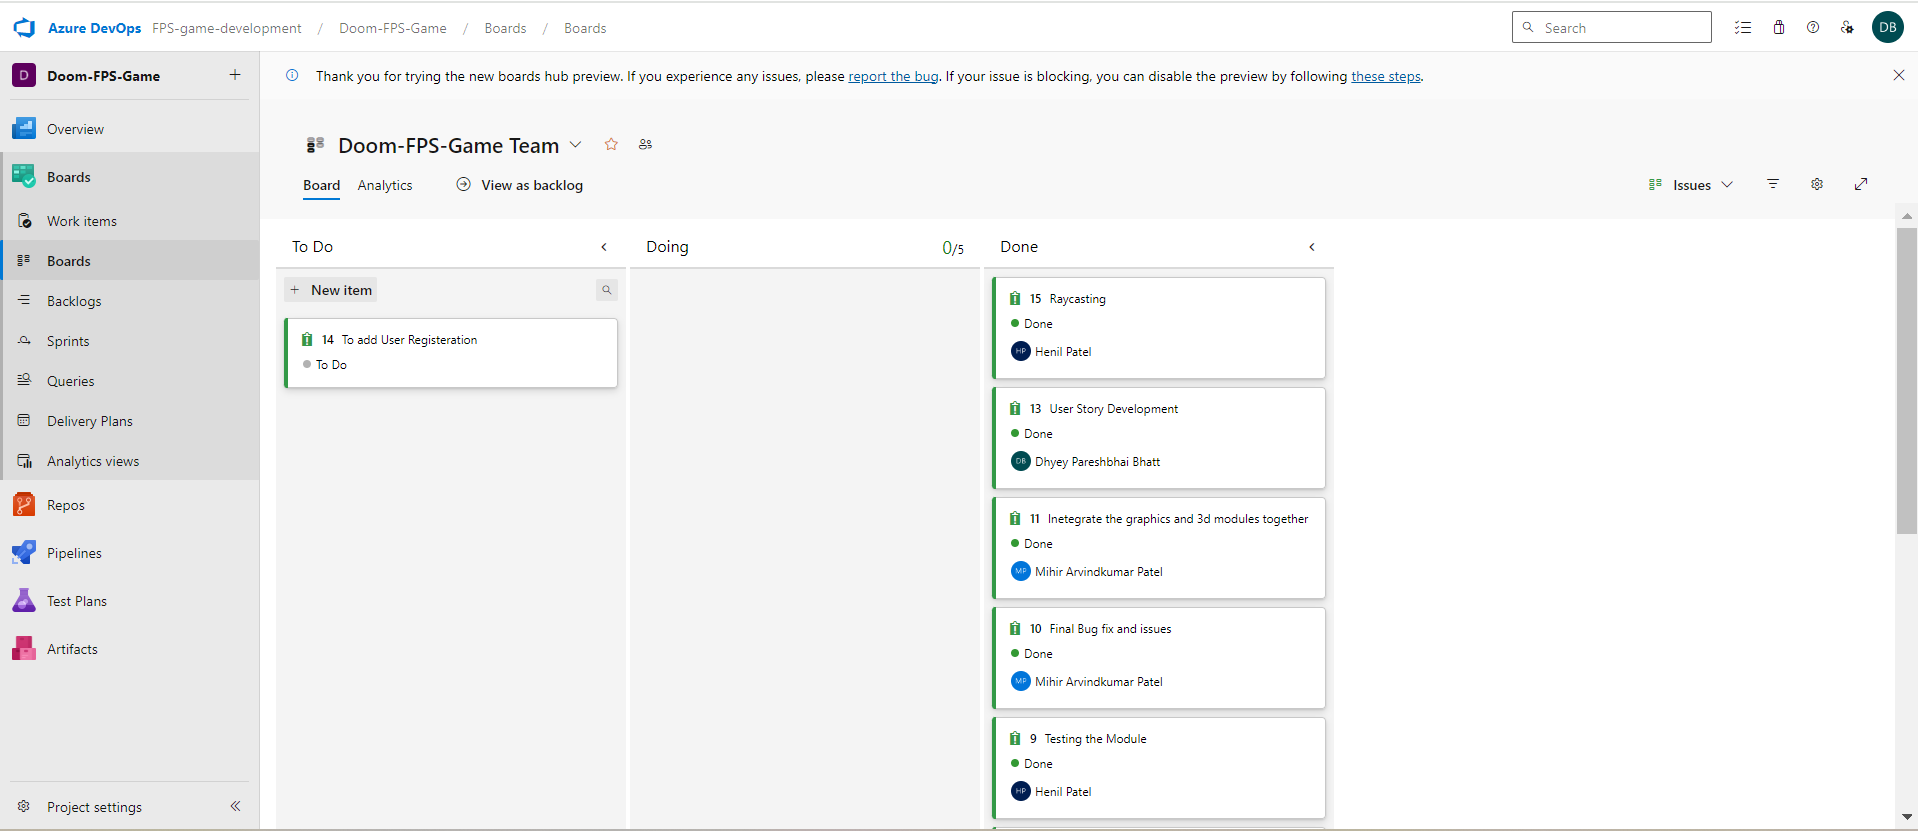 Azure DevOps FPS-game-development / Doom-FPS-Game / Boards / Boards
Search
DB
D Doom-FPS-Game +
Thank you for trying the new boards hub preview. If you experience any issues, please report the bug. If your issue is blocking, you can disable the preview by following these steps.
Overview
Boards
Work items
Boards
Backlogs
Sprints
Queries
Delivery Plans
Analytics views
Repos
Pipelines
Test Plans
Artifacts
Project settings
Doom-FPS-Game Team
Board Analytics View as backlog
Issues
To Do
+ New item
14 To add User Registeration
To Do
Doing 0/5
Done
15 Raycasting
Done
HP Henil Patel
13 User Story Development
Done
DB Dhyey Pareshbhai Bhatt
11 Inetegrate the graphics and 3d modules together
Done
MP Mihir Arvindkumar Patel
10 Final Bug fix and issues
Done
MP Mihir Arvindkumar Patel
9 Testing the Module
Done
HP Henil Patel